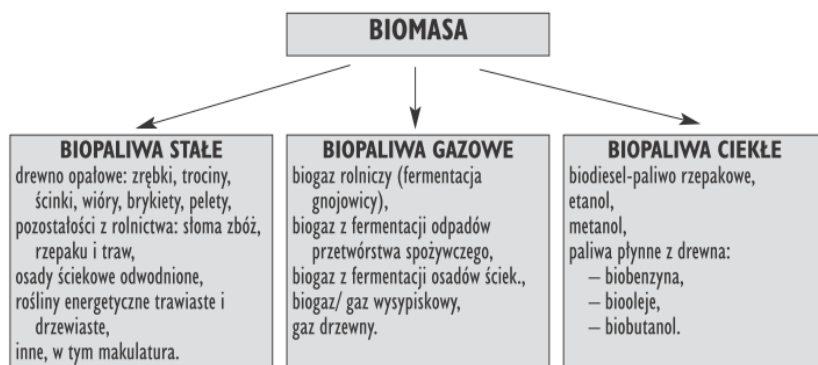 BIOMASA
BIOPALIWA STAŁE
drewno opałowe: zrębki, trociny,
ścinki, wióry, brykiety, pelety,
pozostałości z rolnictwa: słoma zbóż,
rzepaku i traw,
osady ściekowe odwodnione,
rośliny energetyczne trawiaste i
drzewiaste,
inne, w tym makulatura.
BIOPALIWA GAZOWE
biogaz rolniczy (fermentacja
gnojowicy),
biogaz z fermentacji odpadów
przetwórstwa spożywczego,
biogaz z fermentacji osadów ściek.,
biogaz/ gaz wysypiskowy,
gaz drzewny.
BIOPALIWA CIEKŁE
biodiesel-paliwo rzepakowe,
etanol,
metanol,
paliwa płynne z drewna:
– biobenzyna,
– biooleje,
– biobutanol.